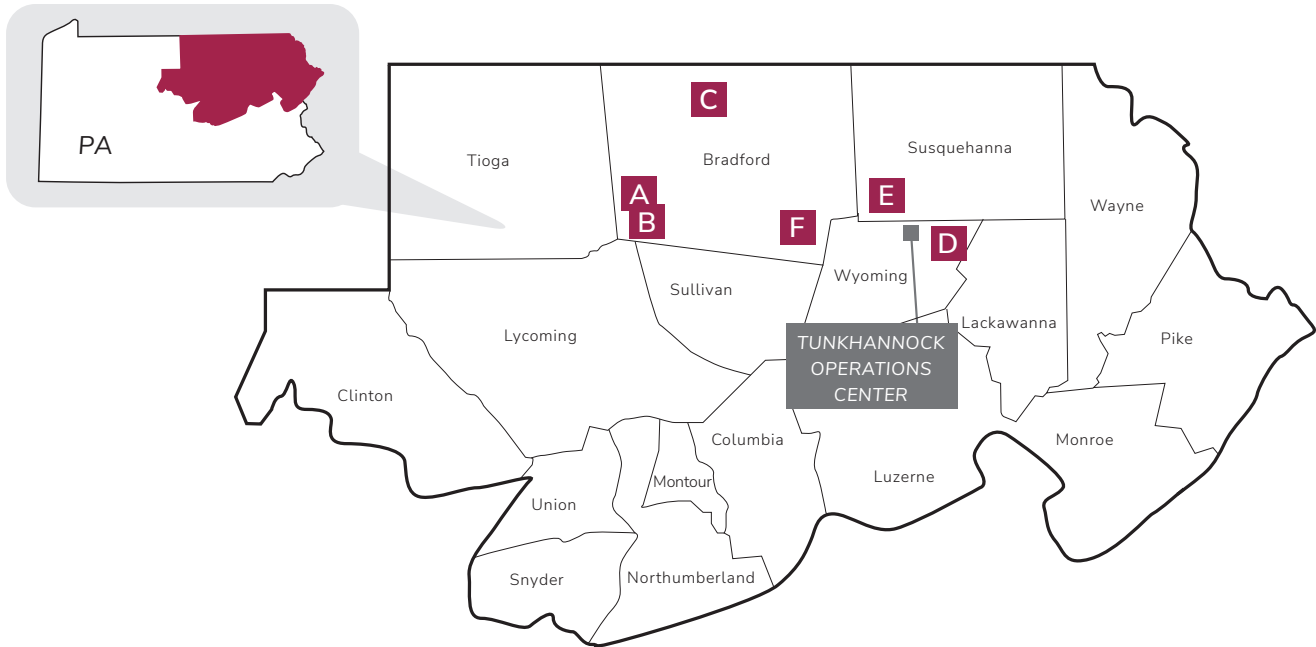 PA
C
Tioga
Bradford
Susquehanna
A
B
E
Wayne
F
D
Wyoming
Sullivan
Lackawanna
Lycoming
TUNKHANNOCK
OPERATIONS
CENTER
Pike
Clinton
Columbia
Monroe
Montour
Luzerne
Union
Snyder
Northumberland